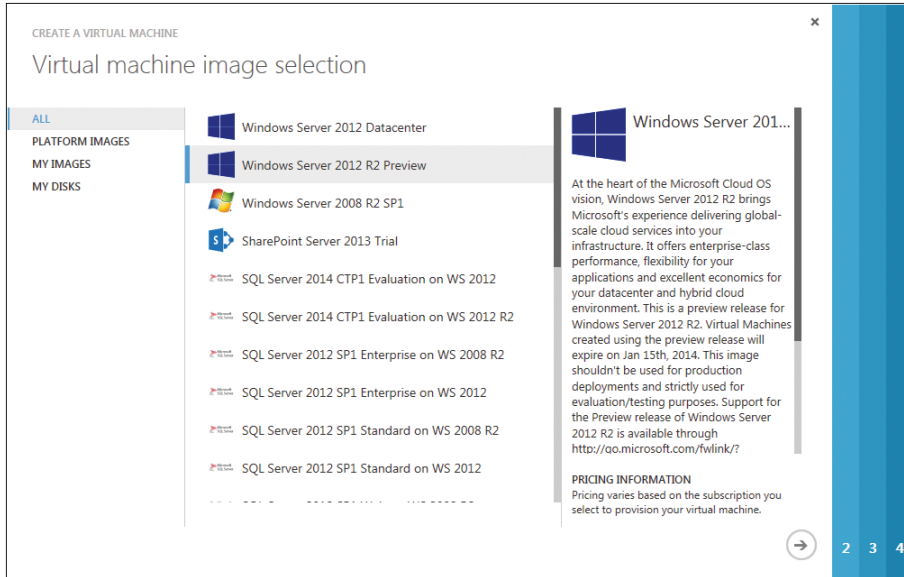 CREATE A VIRTUAL MACHINE
Virtual machine image selection
ALL
PLATFORM IMAGES
MY IMAGES
MY DISKS
Windows Server 2012 Datacenter
Windows Server 2012 R2 Preview
Windows Server 2008 R2 SP1
SharePoint Server 2013 Trial
SQL Server 2014 CTP1 Evaluation on WS 2012
SQL Server 2014 CTP1 Evaluation on WS 2012 R2
SQL Server 2012 SP1 Enterprise on WS 2008 R2
SQL Server 2012 SP1 Enterprise on WS 2012
SQL Server 2012 SP1 Standard on WS 2008 R2
SQL Server 2012 SP1 Standard on WS 2012
Windows Server 201...
At the heart of the Microsoft Cloud OS
vision, Windows Server 2012 R2 brings
Microsoft's experience delivering global-
scale cloud services into your
infrastructure. It offers enterprise-class
performance, flexibility for your
applications and excellent economics for
your datacenter and hybrid cloud
environment. This is a preview release for
Windows Server 2012 R2. Virtual Machines
created using the preview release will
expire on Jan 15th, 2014. This image
shouldn't be used for production
deployments and strictly used for
evaluation/testing purposes. Support for
the Preview release of Windows Server
2012 R2 is available through
http://go.microsoft.com/fwlink/?
PRICING INFORMATION
Pricing varies based on the subscription you
select to provision your virtual machine.
2 3 4